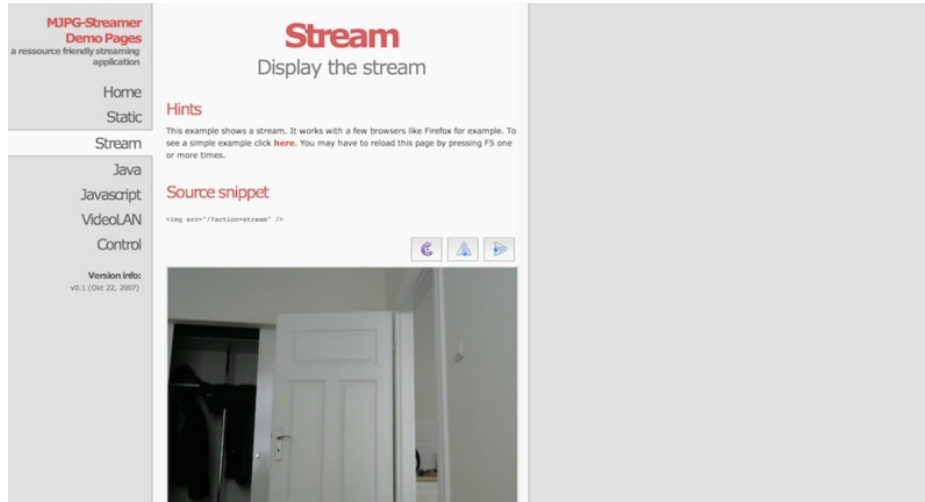 MJPG-Streamer
Demo Pages
a ressource friendly streaming
application
Home
Static
Stream
Java
Javascript
VideoLAN
Control
Version info:
v0.1 (Okt 22, 2007)
Stream
Display the stream
Hints
This example shows a stream. It works with a few browsers like Firefox for example. To
see a simple example click here. You may have to reload this page by pressing F5 one
or more times.
Source snippet
<img src="/?action=stream" />